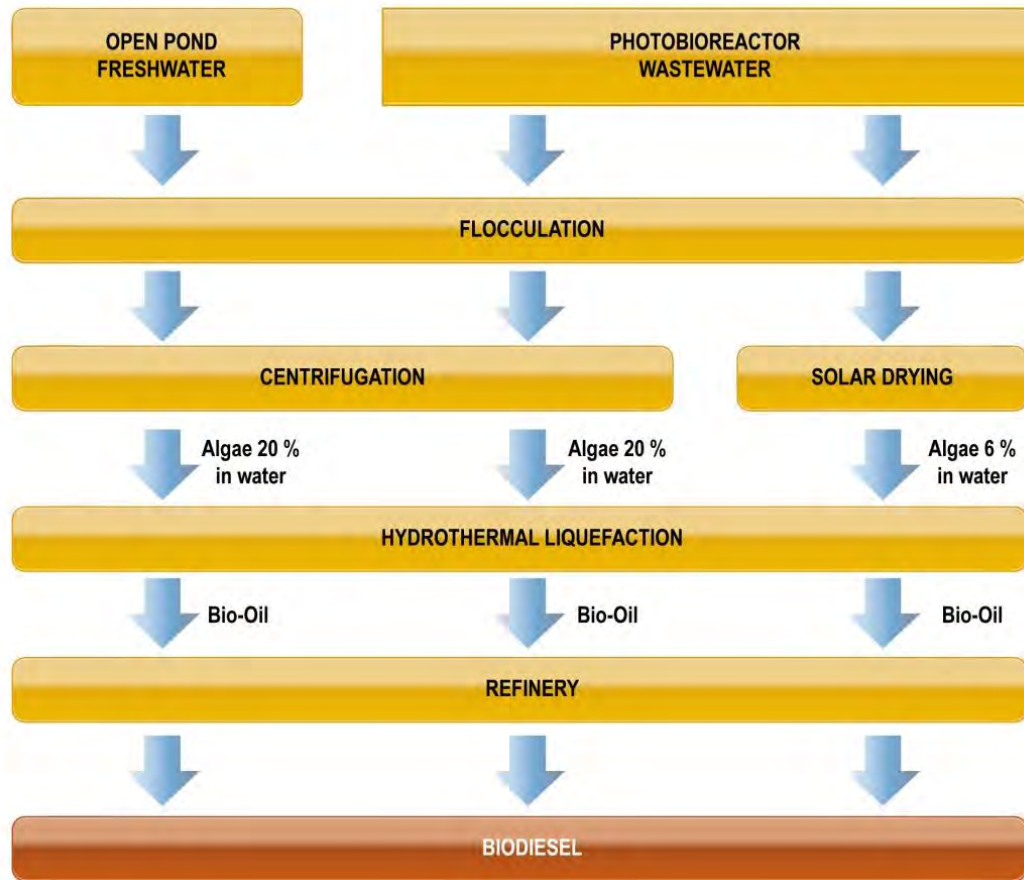 OPEN POND
FRESHWATER
PHOTOBIOREACTOR
WASTEWATER
FLOCCULATION
CENTRIFUGATION
SOLAR DRYING
Algae 20 %
in water
Algae 20 %
in water
Algae 6 %
in water
HYDROTHERMAL LIQUEFACTION
Bio-Oil
Bio-Oil
Bio-Oil
REFINERY
BIODIESEL